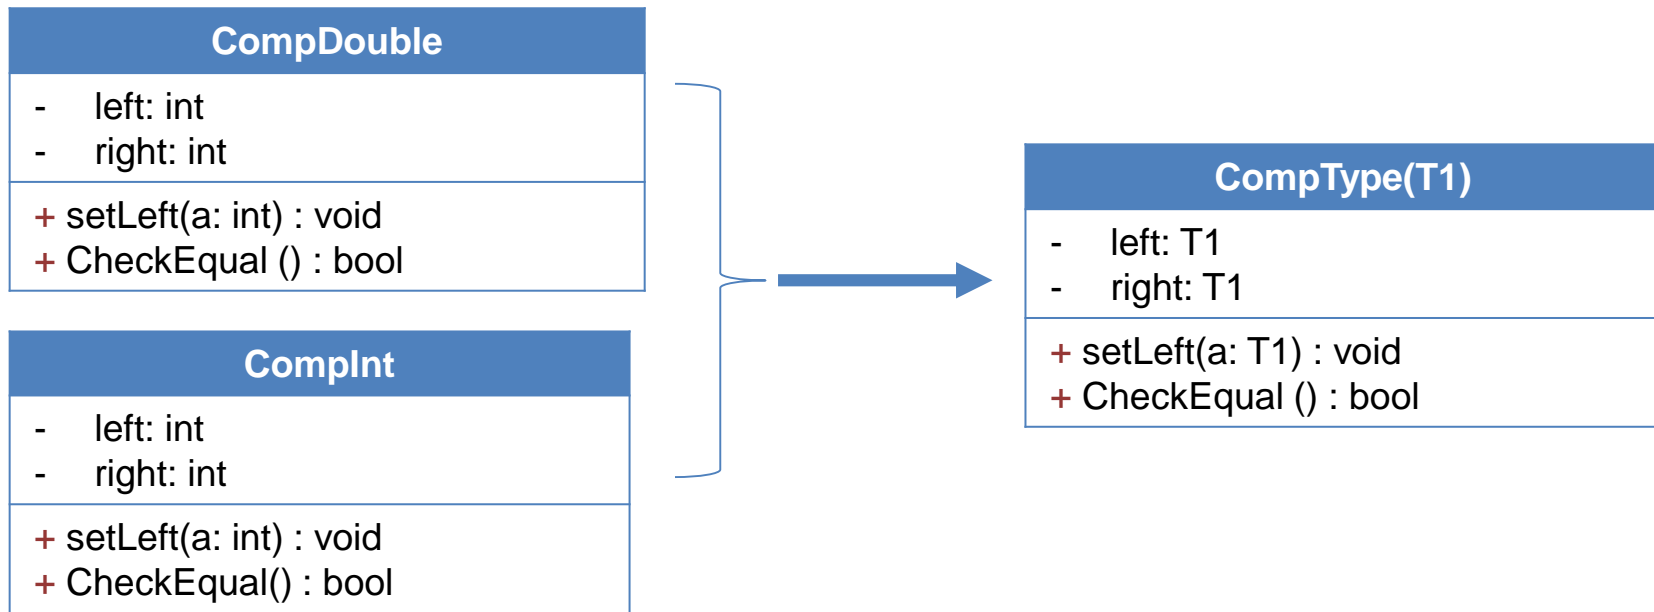 CompDouble
- left: int
- right: int
+ setLeft(a: int) : void
+ CheckEqual () : bool
CompInt
- left: int
- right: int
+ setLeft(a: int) : void
+ CheckEqual() : bool
CompType(T1)
- left: T1
- right: T1
+ setLeft(a: T1) : void
+ CheckEqual () : bool